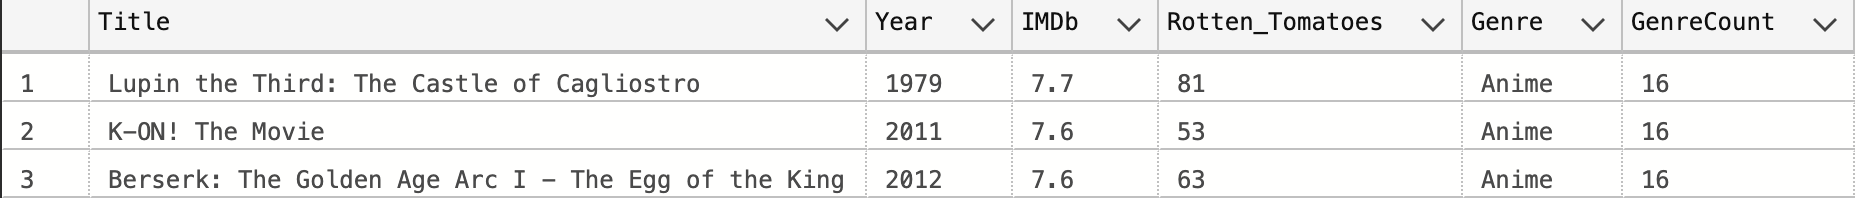 Title Year IMDb Rotten_Tomatoes Genre GenreCount
1 Lupin the Third: The Castle of Cagliostro 1979 7.7 81 Anime 16
2 K-ON! The Movie 2011 7.6 53 Anime 16
3 Berserk: The Golden Age Arc I - The Egg of the King 2012 7.6 63 Anime 16